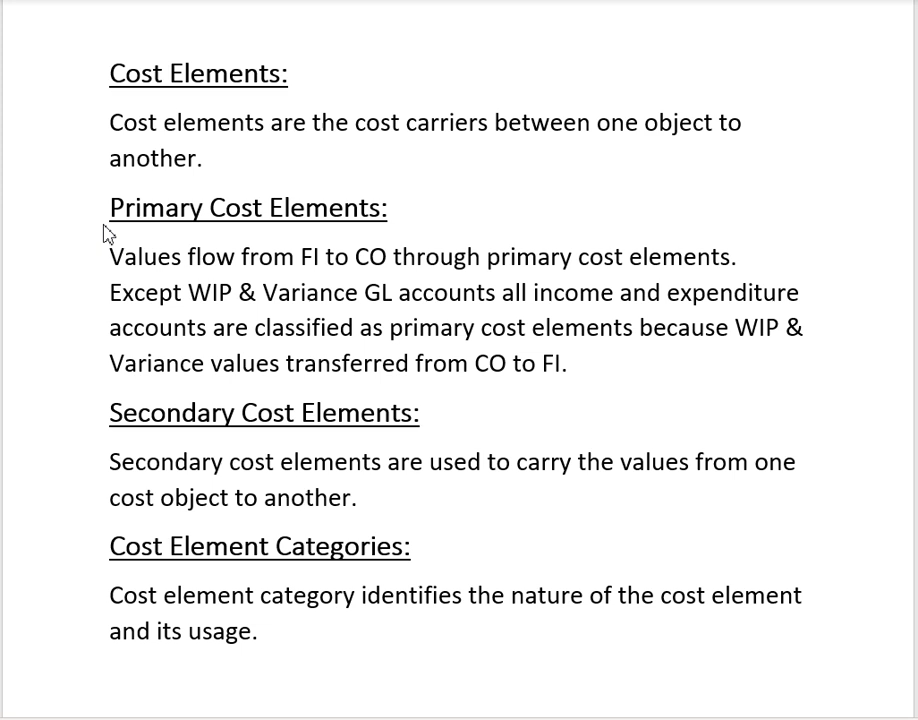 Cost Elements:
Cost elements are the cost carriers between one object to
another.
Primary Cost Elements:
Values flow from FI to CO through primary cost elements.
Except WIP & Variance GL accounts all income and expenditure
accounts are classified as primary cost elements because WIP &
Variance values transferred from CO to FI.
Secondary Cost Elements:
Secondary cost elements are used to carry the values from one
cost object to another.
Cost Element Categories:
Cost element category identifies the nature of the cost element
and its usage.